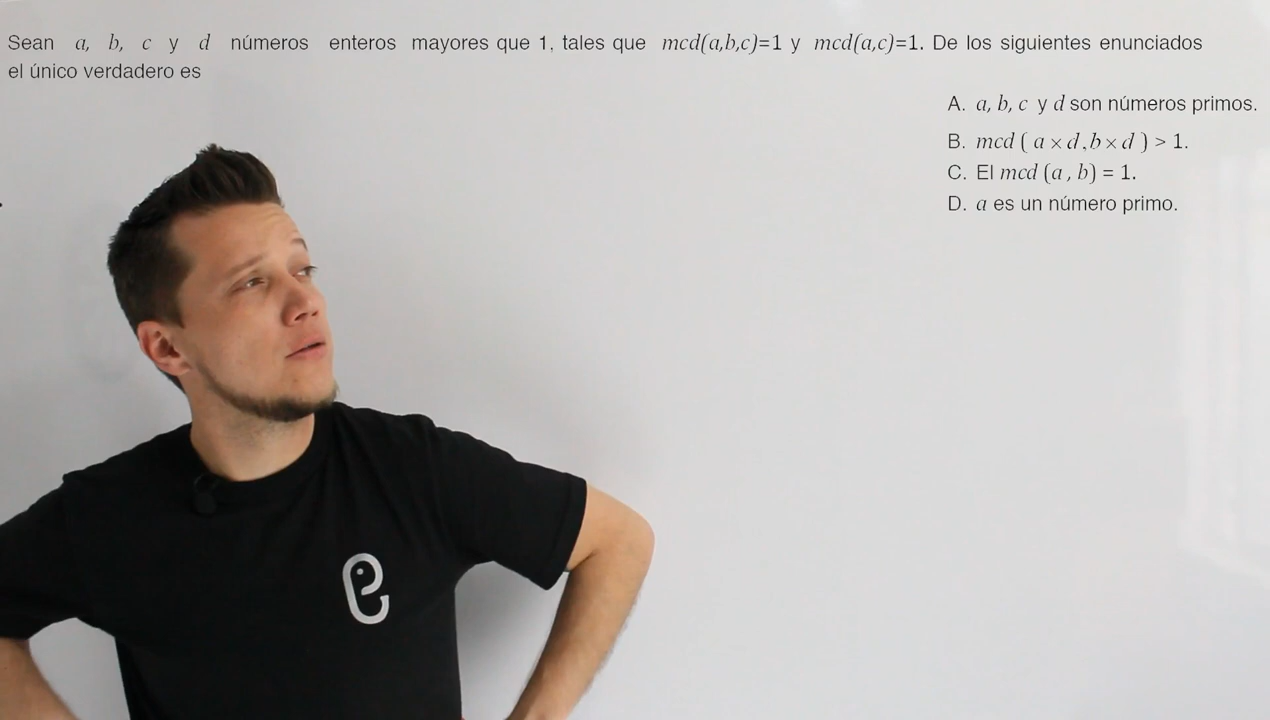 Sean a, b, c y d números enteros mayores que 1, tales que mcd(a,b,c)=1 y mcd(a,c)=1. De los siguientes enunciados
el único verdadero es
A. a, b, c y d son números primos.
B. mcd ( a × d , b × d ) > 1.
C. El mcd (a , b) = 1.
D. a es un número primo.